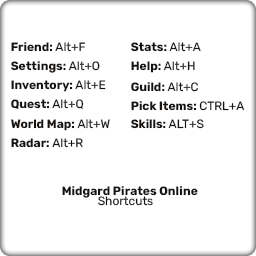 Friend: Alt+F
Settings: Alt+O
Inventory: Alt+E
Quest: Alt+Q
World Map: Alt+W
Radar: Alt+R
Stats: Alt+A
Help: Alt+H
Guild: Alt+C
Pick Items: CTRL+A
Skills: ALT+S
Midgard Pirates Online
Shortcuts